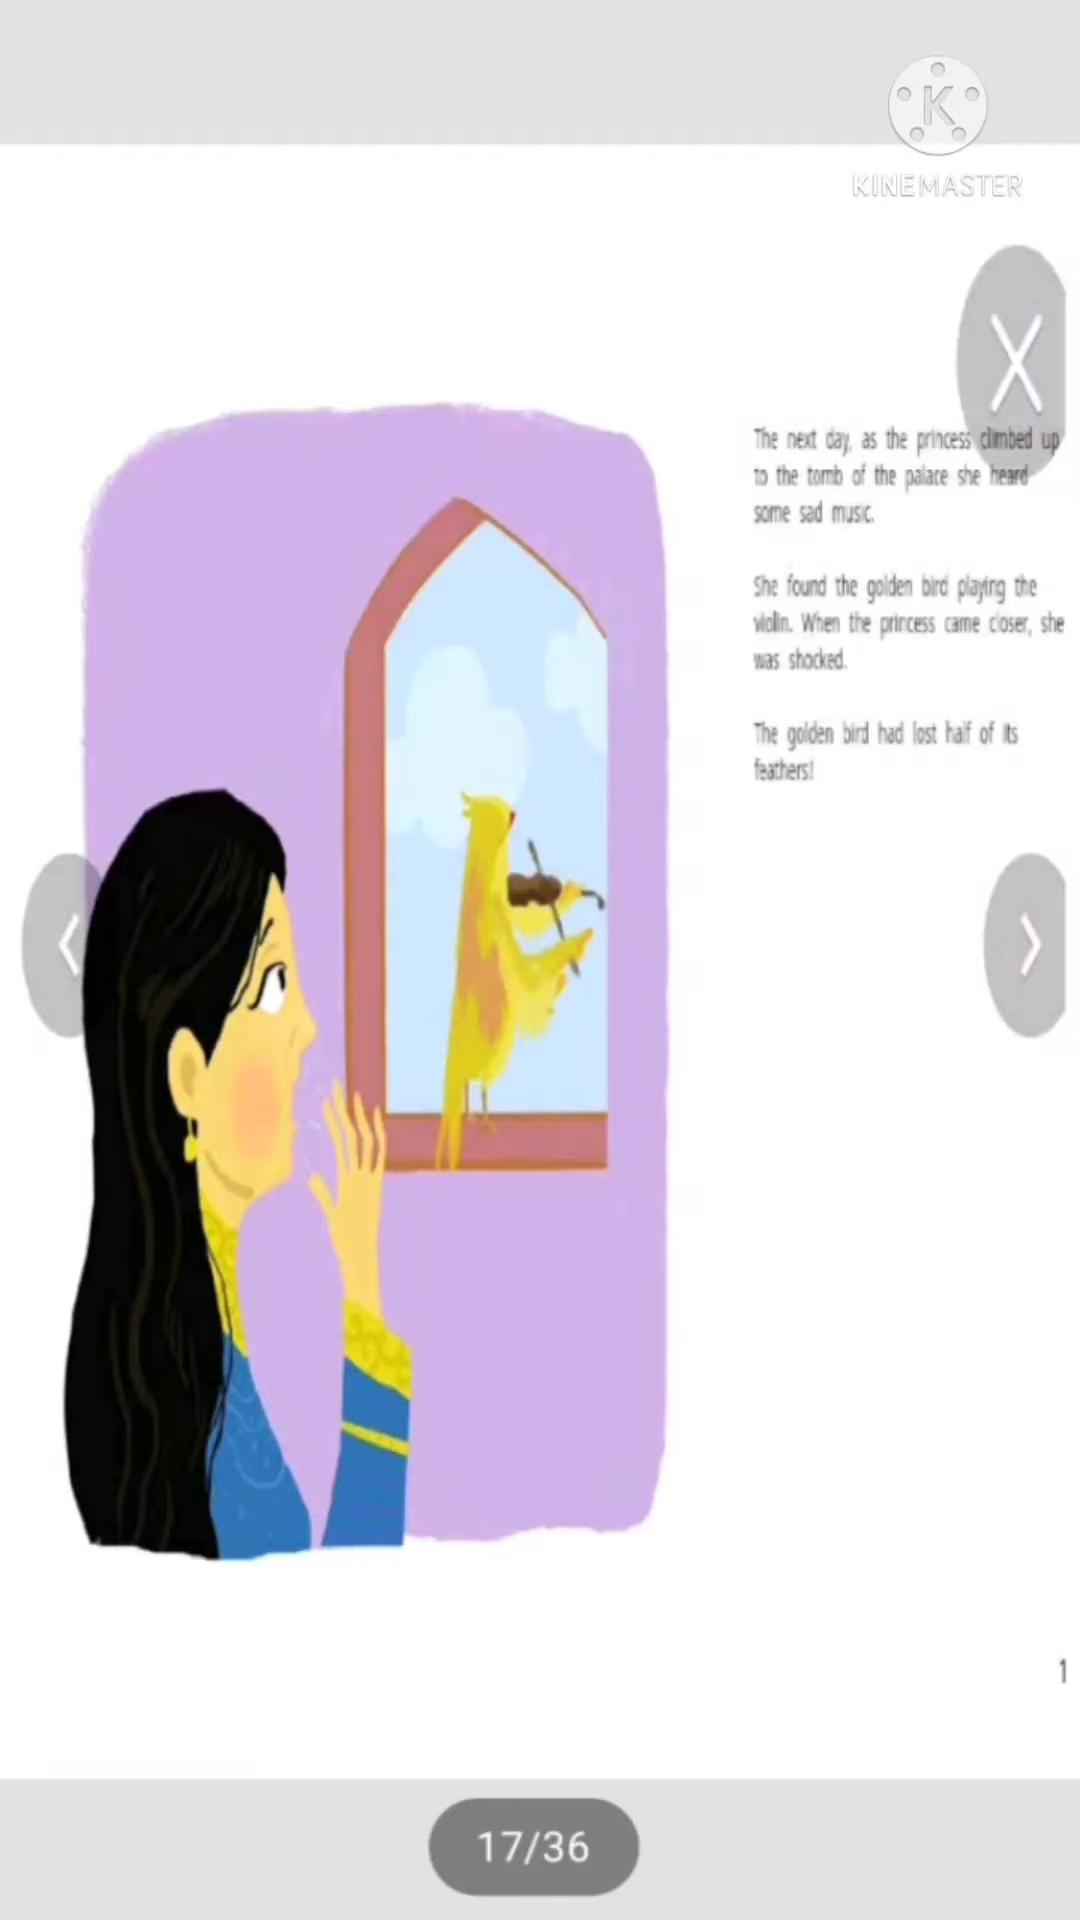 KINEMASTER
The next day, as the princess climbed up
to the tomb of the palace she heard
some sad music.
She found the golden bird playing the
violin. When the princess came closer, she
was shocked.
The golden bird had lost half of its
feathers!
1
17/36